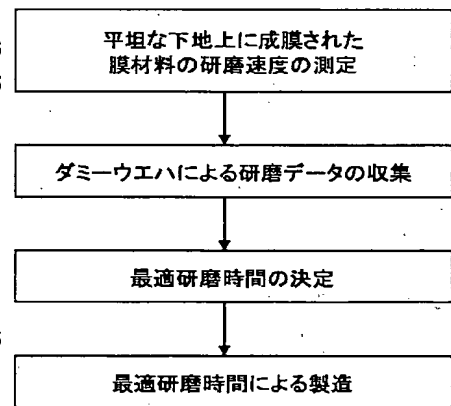 平坦な下地上に成膜された
膜材料の研磨速度の測定
ダミーウエハによる研磨データの収集
最適研磨時間の決定
最適研磨時間による製造